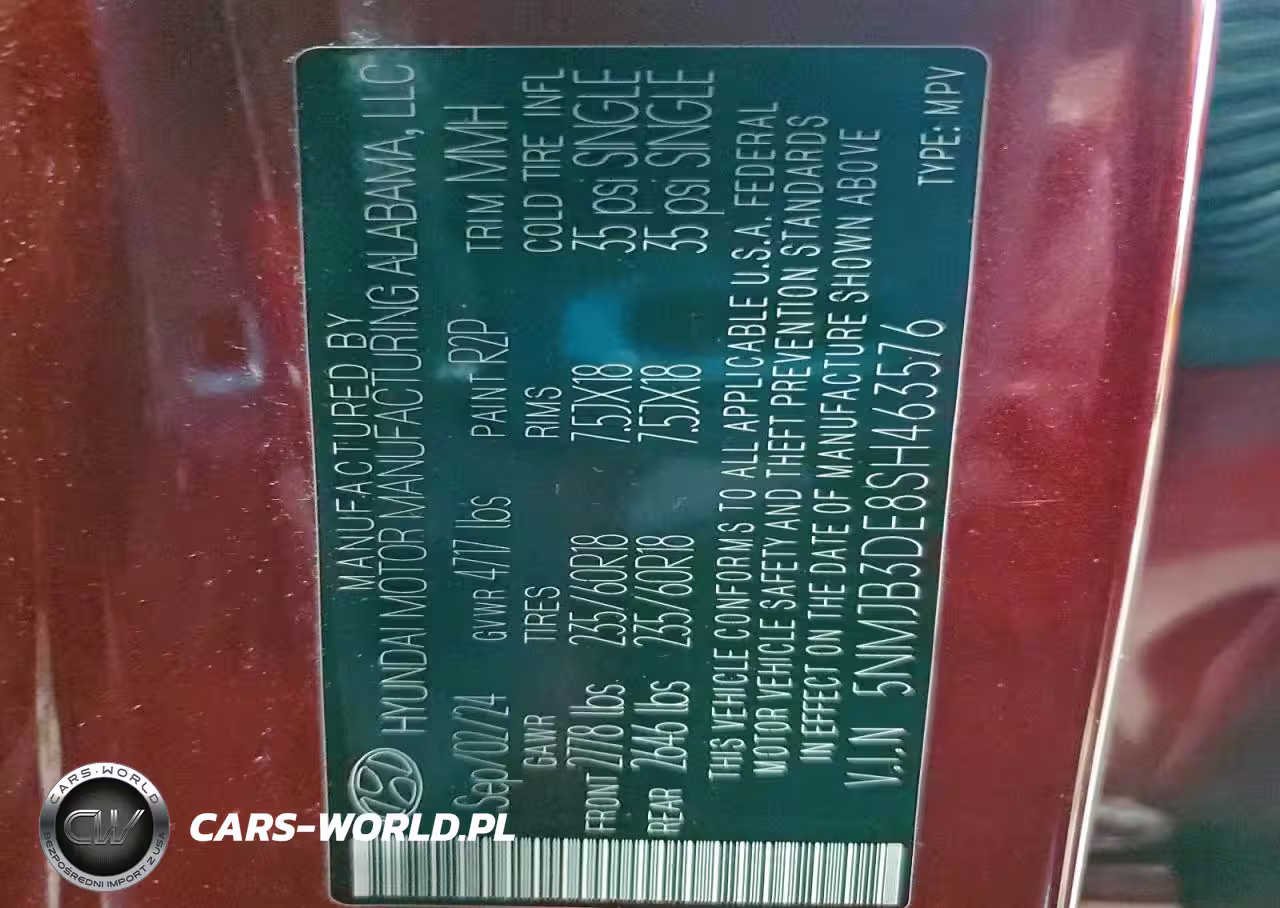 MANUFACTURED BY
HYUNDAI MOTOR MANUFACTURING ALABAMA, LLC
Sep/02/24 GVWR 4717 lbs PAINT R2P TRIM MMH
GAWR TIRES RIMS COLD TIRE INFL
FRONT 2778 lbs 235/60R18 7.5JX18 35 psi SINGLE
REAR 2646 lbs 235/60R18 7.5JX18 35 psi SINGLE
THIS VEHICLE CONFORMS TO ALL APPLICABLE U.S.A. FEDERAL
MOTOR VEHICLE SAFETY AND THEFT PREVENTION STANDARDS
IN EFFECT ON THE DATE OF MANUFACTURE SHOWN ABOVE
V.I.N 5NMJB3DE8SH463576
TYPE: MPV
CARS-WORLD
CW
BEZPOŚREDNI IMPORT Z USA
CARS-WORLD.PL